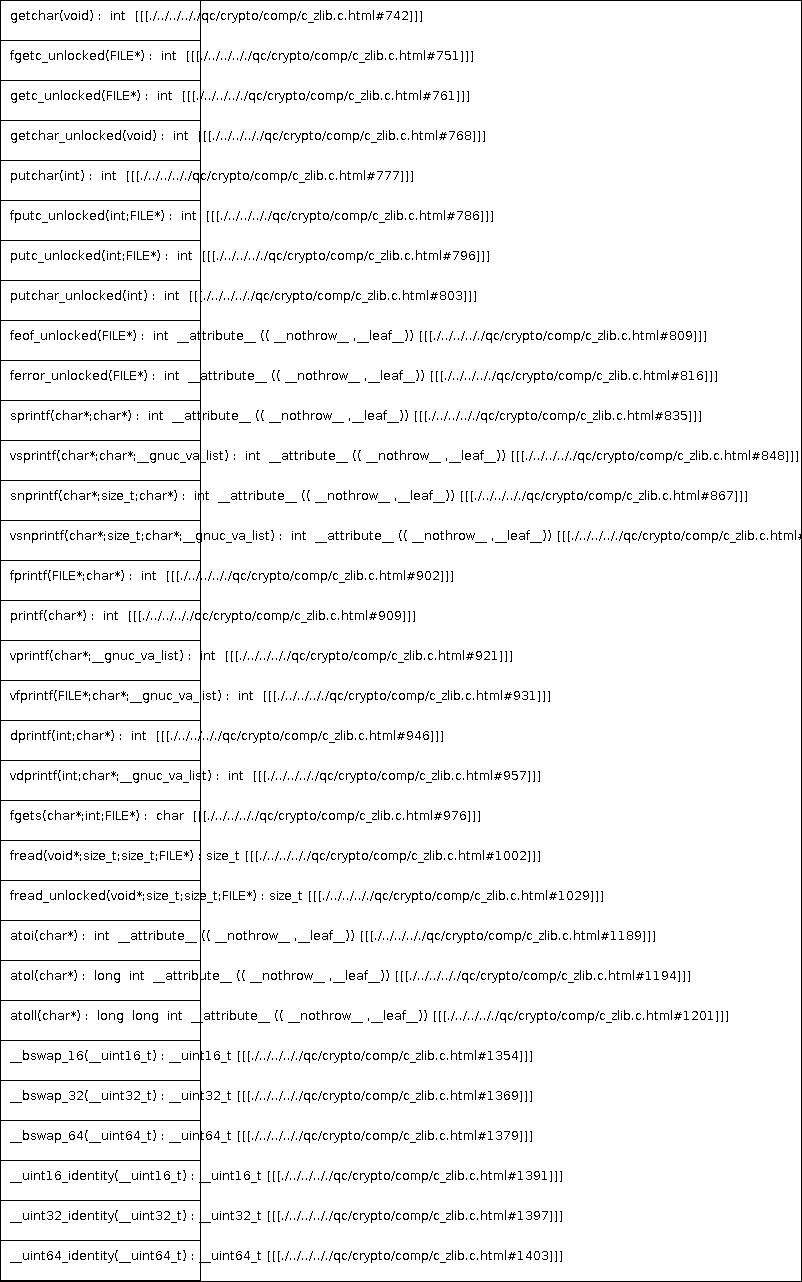 getchar(void) : int [[[./../../../../qc/crypto/comp/c_zlib.c.html#742]]]
fgetc_unlocked(FILE*) : int [[[./../../../../qc/crypto/comp/c_zlib.c.html#751]]]
getc_unlocked(FILE*) : int [[[./../../../../qc/crypto/comp/c_zlib.c.html#761]]]
getchar_unlocked(void) : int [[[./../../../../qc/crypto/comp/c_zlib.c.html#768]]]
putchar(int) : int [[[./../../../../qc/crypto/comp/c_zlib.c.html#777]]]
fputc_unlocked(int;FILE*) : int [[[./../../../../qc/crypto/comp/c_zlib.c.html#786]]]
putc_unlocked(int;FILE*) : int [[[./../../../../qc/crypto/comp/c_zlib.c.html#796]]]
putchar_unlocked(int) : int [[[./../../../../qc/crypto/comp/c_zlib.c.html#803]]]
feof_unlocked(FILE*) : int __attribute__ (( __nothrow__ ,__leaf__)) [[[./../../../../qc/crypto/comp/c_zlib.c.html#809]]]
ferror_unlocked(FILE*) : int __attribute__ (( __nothrow__ ,__leaf__)) [[[./../../../../qc/crypto/comp/c_zlib.c.html#816]]]
sprintf(char*;char*) : int __attribute__ (( __nothrow__ ,__leaf__)) [[[./../../../../qc/crypto/comp/c_zlib.c.html#835]]]
vsprintf(char*;char*;__gnuc_va_list) : int __attribute__ (( __nothrow__ ,__leaf__)) [[[./../../../../qc/crypto/comp/c_zlib.c.html#848]]]
snprintf(char*;size_t;char*) : int __attribute__ (( __nothrow__ ,__leaf__)) [[[./../../../../qc/crypto/comp/c_zlib.c.html#867]]]
vsnprintf(char*;size_t;char*;__gnuc_va_list) : int __attribute__ (( __nothrow__ ,__leaf__)) [[[./../../../../qc/crypto/comp/c_zlib.c.html#
fprintf(FILE*;char*) : int [[[./../../../../qc/crypto/comp/c_zlib.c.html#902]]]
printf(char*) : int [[[./../../../../qc/crypto/comp/c_zlib.c.html#909]]]
vprintf(char*;__gnuc_va_list) : int [[[./../../../../qc/crypto/comp/c_zlib.c.html#921]]]
vfprintf(FILE*;char*;__gnuc_va_list) : int [[[./../../../../qc/crypto/comp/c_zlib.c.html#931]]]
dprintf(int;char*) : int [[[./../../../../qc/crypto/comp/c_zlib.c.html#946]]]
vdprintf(int;char*;__gnuc_va_list) : int [[[./../../../../qc/crypto/comp/c_zlib.c.html#957]]]
fgets(char*;int;FILE*) : char [[[./../../../../qc/crypto/comp/c_zlib.c.html#976]]]
fread(void*;size_t;size_t;FILE*) : size_t [[[./../../../../qc/crypto/comp/c_zlib.c.html#1002]]]
fread_unlocked(void*;size_t;size_t;FILE*) : size_t [[[./../../../../qc/crypto/comp/c_zlib.c.html#1029]]]
atoi(char*) : int __attribute__ (( __nothrow__ ,__leaf__)) [[[./../../../../qc/crypto/comp/c_zlib.c.html#1189]]]
atol(char*) : long int __attribute__ (( __nothrow__ ,__leaf__)) [[[./../../../../qc/crypto/comp/c_zlib.c.html#1194]]]
atoll(char*) : long long int __attribute__ (( __nothrow__ ,__leaf__)) [[[./../../../../qc/crypto/comp/c_zlib.c.html#1201]]]
__bswap_16(__uint16_t) : __uint16_t [[[./../../../../qc/crypto/comp/c_zlib.c.html#1354]]]
__bswap_32(__uint32_t) : __uint32_t [[[./../../../../qc/crypto/comp/c_zlib.c.html#1369]]]
__bswap_64(__uint64_t) : __uint64_t [[[./../../../../qc/crypto/comp/c_zlib.c.html#1379]]]
__uint16_identity(__uint16_t) : __uint16_t [[[./../../../../qc/crypto/comp/c_zlib.c.html#1391]]]
__uint32_identity(__uint32_t) : __uint32_t [[[./../../../../qc/crypto/comp/c_zlib.c.html#1397]]]
__uint64_identity(__uint64_t) : __uint64_t [[[./../../../../qc/crypto/comp/c_zlib.c.html#1403]]]